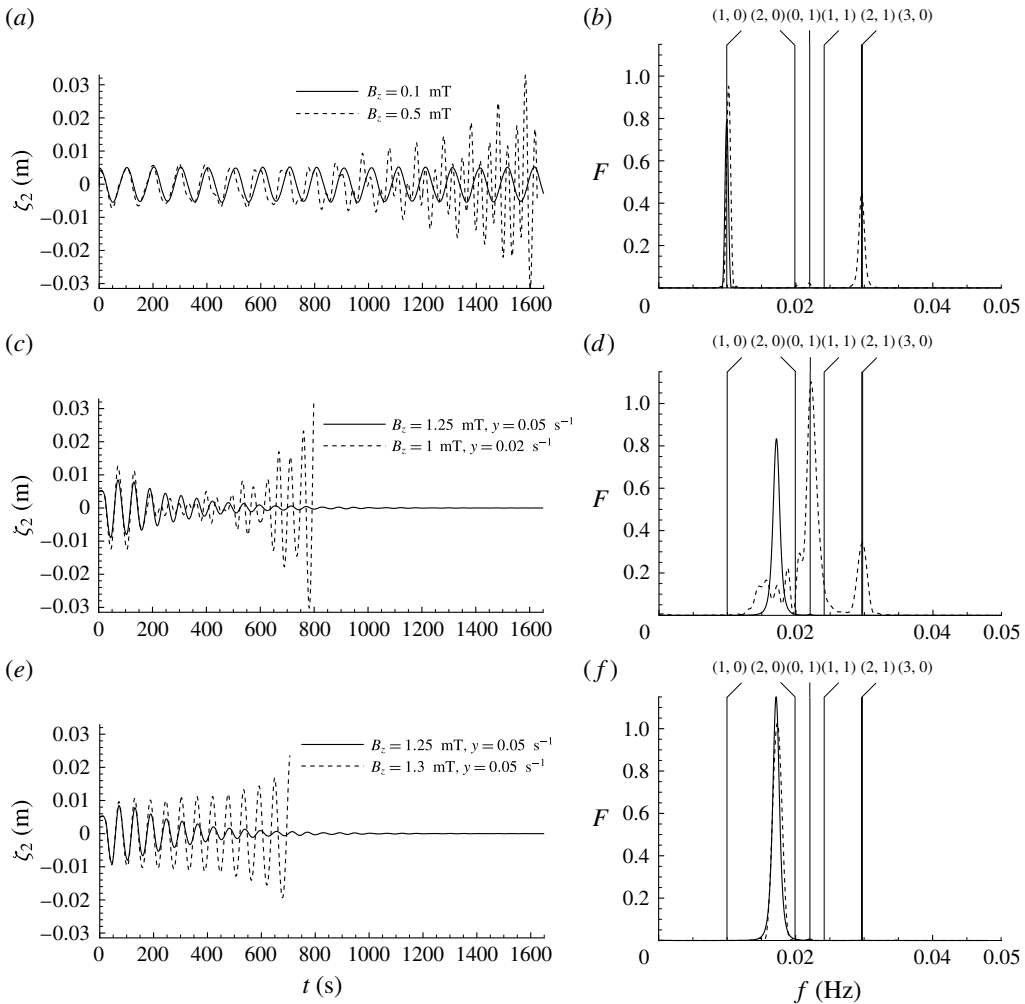 (a)
ζ2 (m)
0.03
0.02
0.01
0
−0.01
−0.02
−0.03
Bz = 0.1 mT
Bz = 0.5 mT
0 200 400 600 800 1000 1200 1400 1600
(b)
(1, 0) (2, 0) (0, 1) (1, 1) (2, 1) (3, 0)
F
1.0
0.8
0.6
0.4
0.2
0 0.02 0.04 0.05
(c)
ζ2 (m)
0.03
0.02
0.01
0
−0.01
−0.02
−0.03
Bz = 1.25 mT, y = 0.05 s−1
Bz = 1 mT, y = 0.02 s−1
0 200 400 600 800 1000 1200 1400 1600
(d)
(1, 0) (2, 0) (0, 1) (1, 1) (2, 1) (3, 0)
F
1.0
0.8
0.6
0.4
0.2
0 0.02 0.04 0.05
(e)
ζ2 (m)
0.03
0.02
0.01
0
−0.01
−0.02
−0.03
Bz = 1.25 mT, y = 0.05 s−1
Bz = 1.3 mT, y = 0.05 s−1
0 200 400 600 800 1000 1200 1400 1600
t (s)
(f)
(1, 0) (2, 0) (0, 1) (1, 1) (2, 1) (3, 0)
F
1.0
0.8
0.6
0.4
0.2
0 0.02 0.04 0.05
f (Hz)